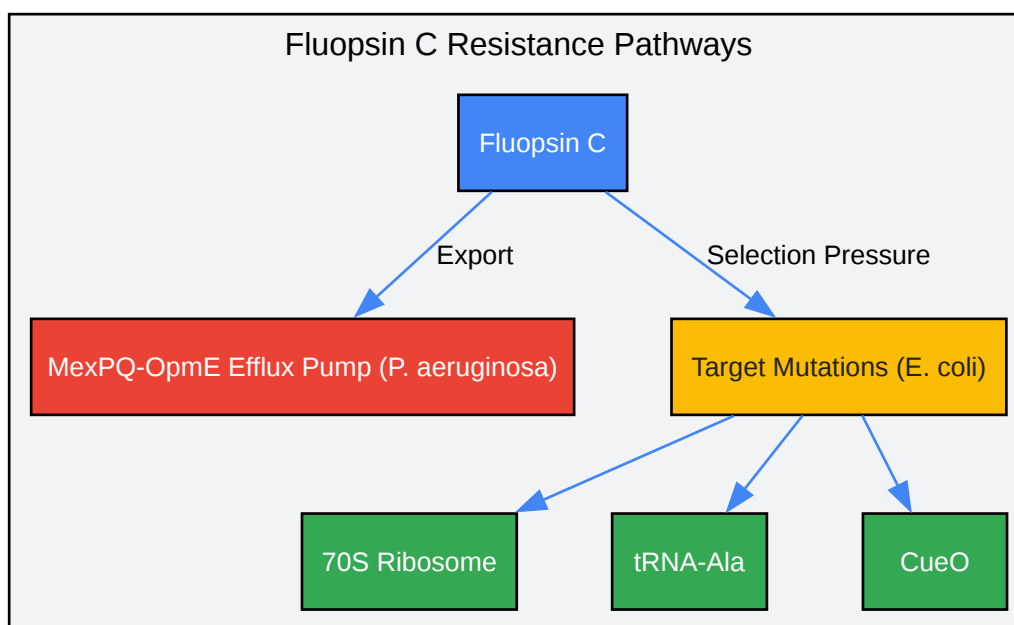 Fluopsin C Resistance Pathways
Fluopsin C
Export
Selection Pressure
MexPQ-OpmE Efflux Pump (P. aeruginosa)
Target Mutations (E. coli)
70S Ribosome
tRNA-Ala
CueO